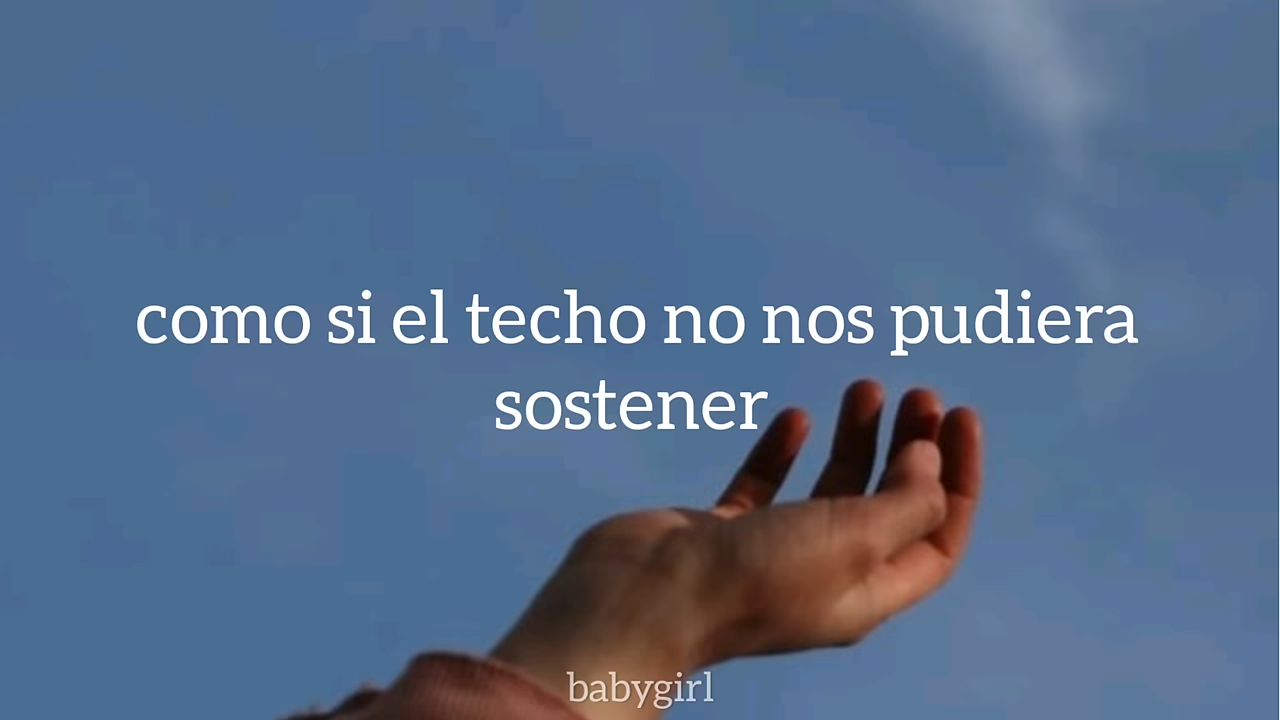 como si el techo no nos pudiera
sostener
babygirl